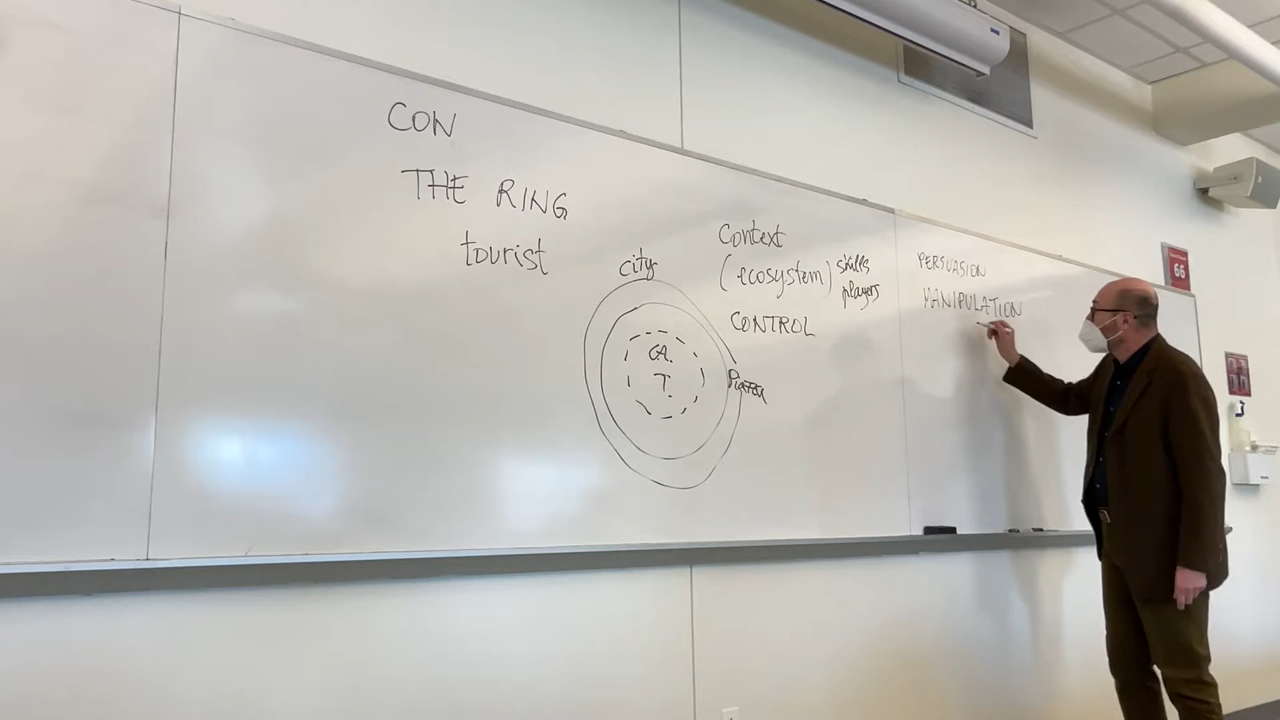 CON
THE RING
tourist
city
Context
(ecosystem) skills
players
CONTROL
CA.
T.
PERSUASION
MANIPULATION
66